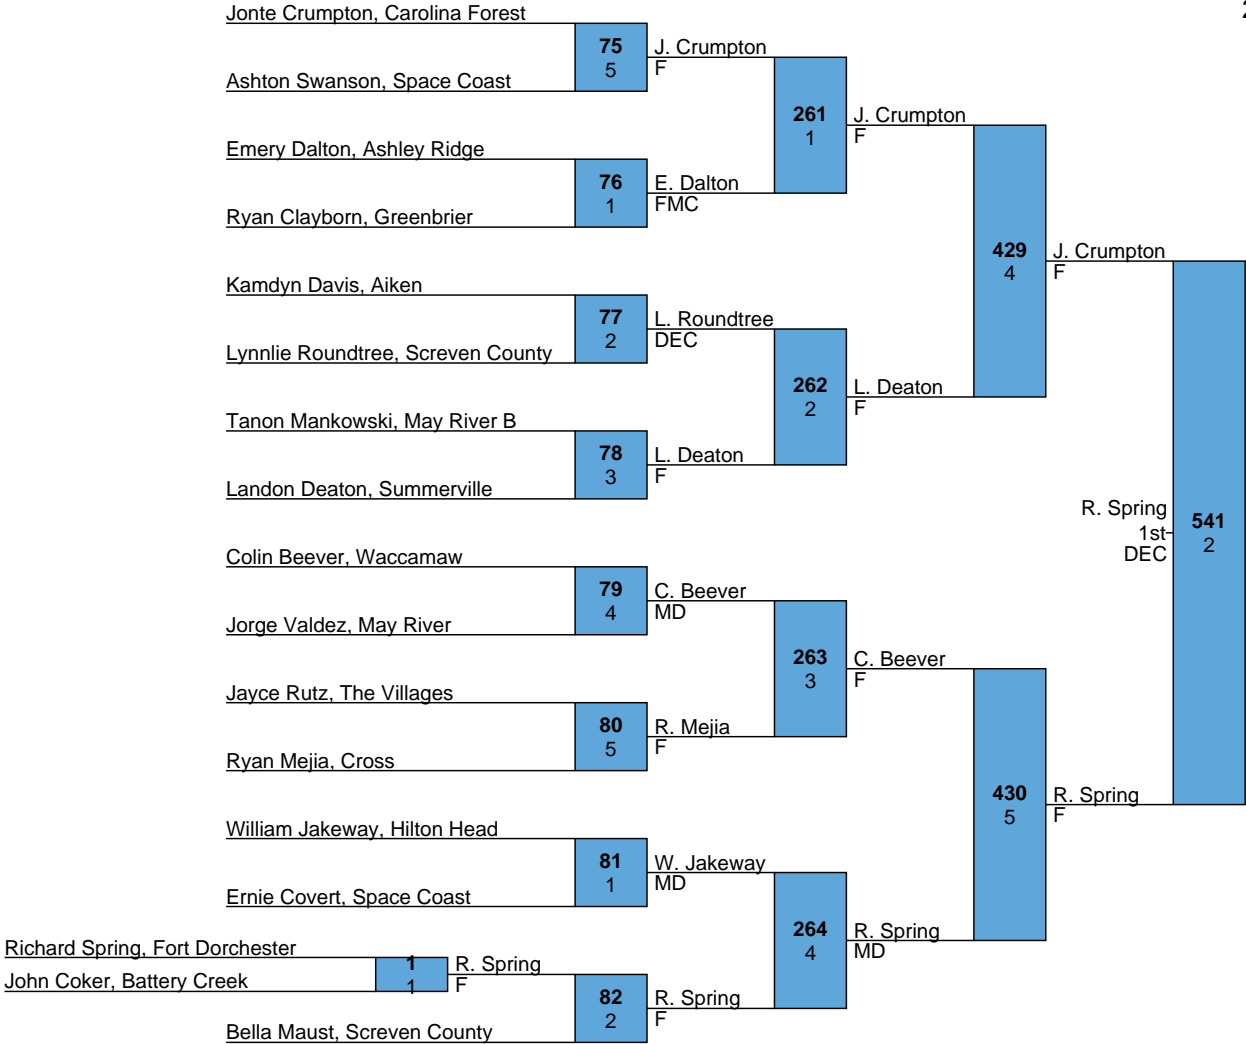 2
Jonte Crumpton, Carolina Forest
75
5
J. Crumpton
F
Ashton Swanson, Space Coast
261
1
J. Crumpton
F
Emery Dalton, Ashley Ridge
76
1
E. Dalton
FMC
Ryan Clayborn, Greenbrier
429
4
J. Crumpton
F
Kamdyn Davis, Aiken
77
2
L. Roundtree
DEC
Lynnlie Roundtree, Screven County
262
2
L. Deaton
F
Tanon Mankowski, May River B
78
3
L. Deaton
F
Landon Deaton, Summerville
R. Spring
1st
DEC
541
2
Colin Beever, Waccamaw
79
4
C. Beever
MD
Jorge Valdez, May River
263
3
C. Beever
F
Jayce Rutz, The Villages
80
5
R. Mejia
F
Ryan Mejia, Cross
430
5
R. Spring
F
William Jakeway, Hilton Head
81
1
W. Jakeway
MD
Ernie Covert, Space Coast
264
4
R. Spring
MD
Richard Spring, Fort Dorchester
1
1
R. Spring
F
John Coker, Battery Creek
82
2
R. Spring
F
Bella Maust, Screven County